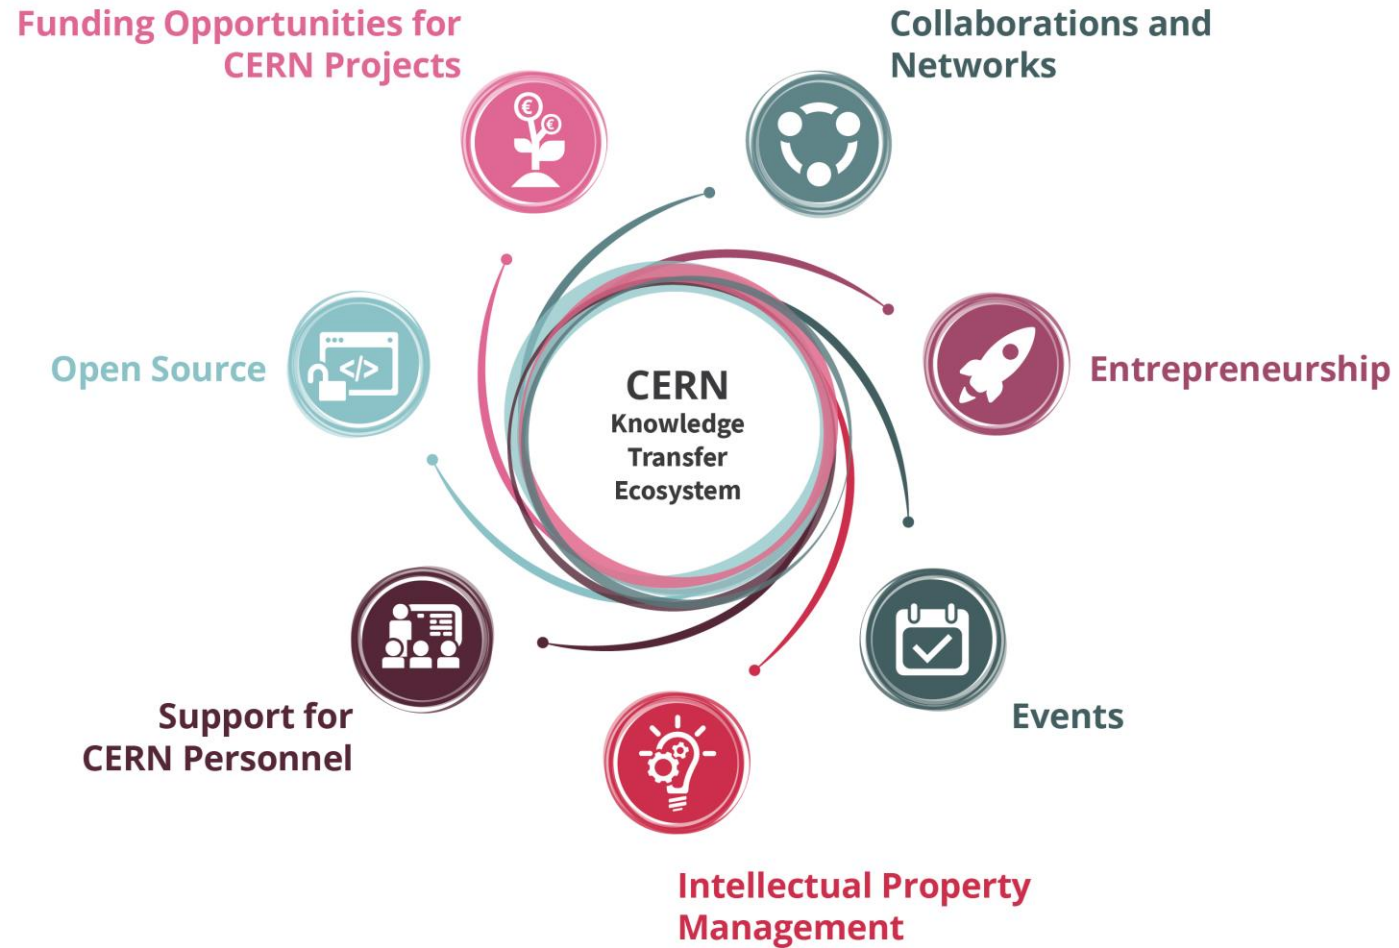 Funding Opportunities for
CERN Projects
Collaborations and
Networks
€
€
Open Source
</>
CERN
Knowledge
Transfer
Ecosystem
Entrepreneurship
Support for
CERN Personnel
Events
Intellectual Property
Management